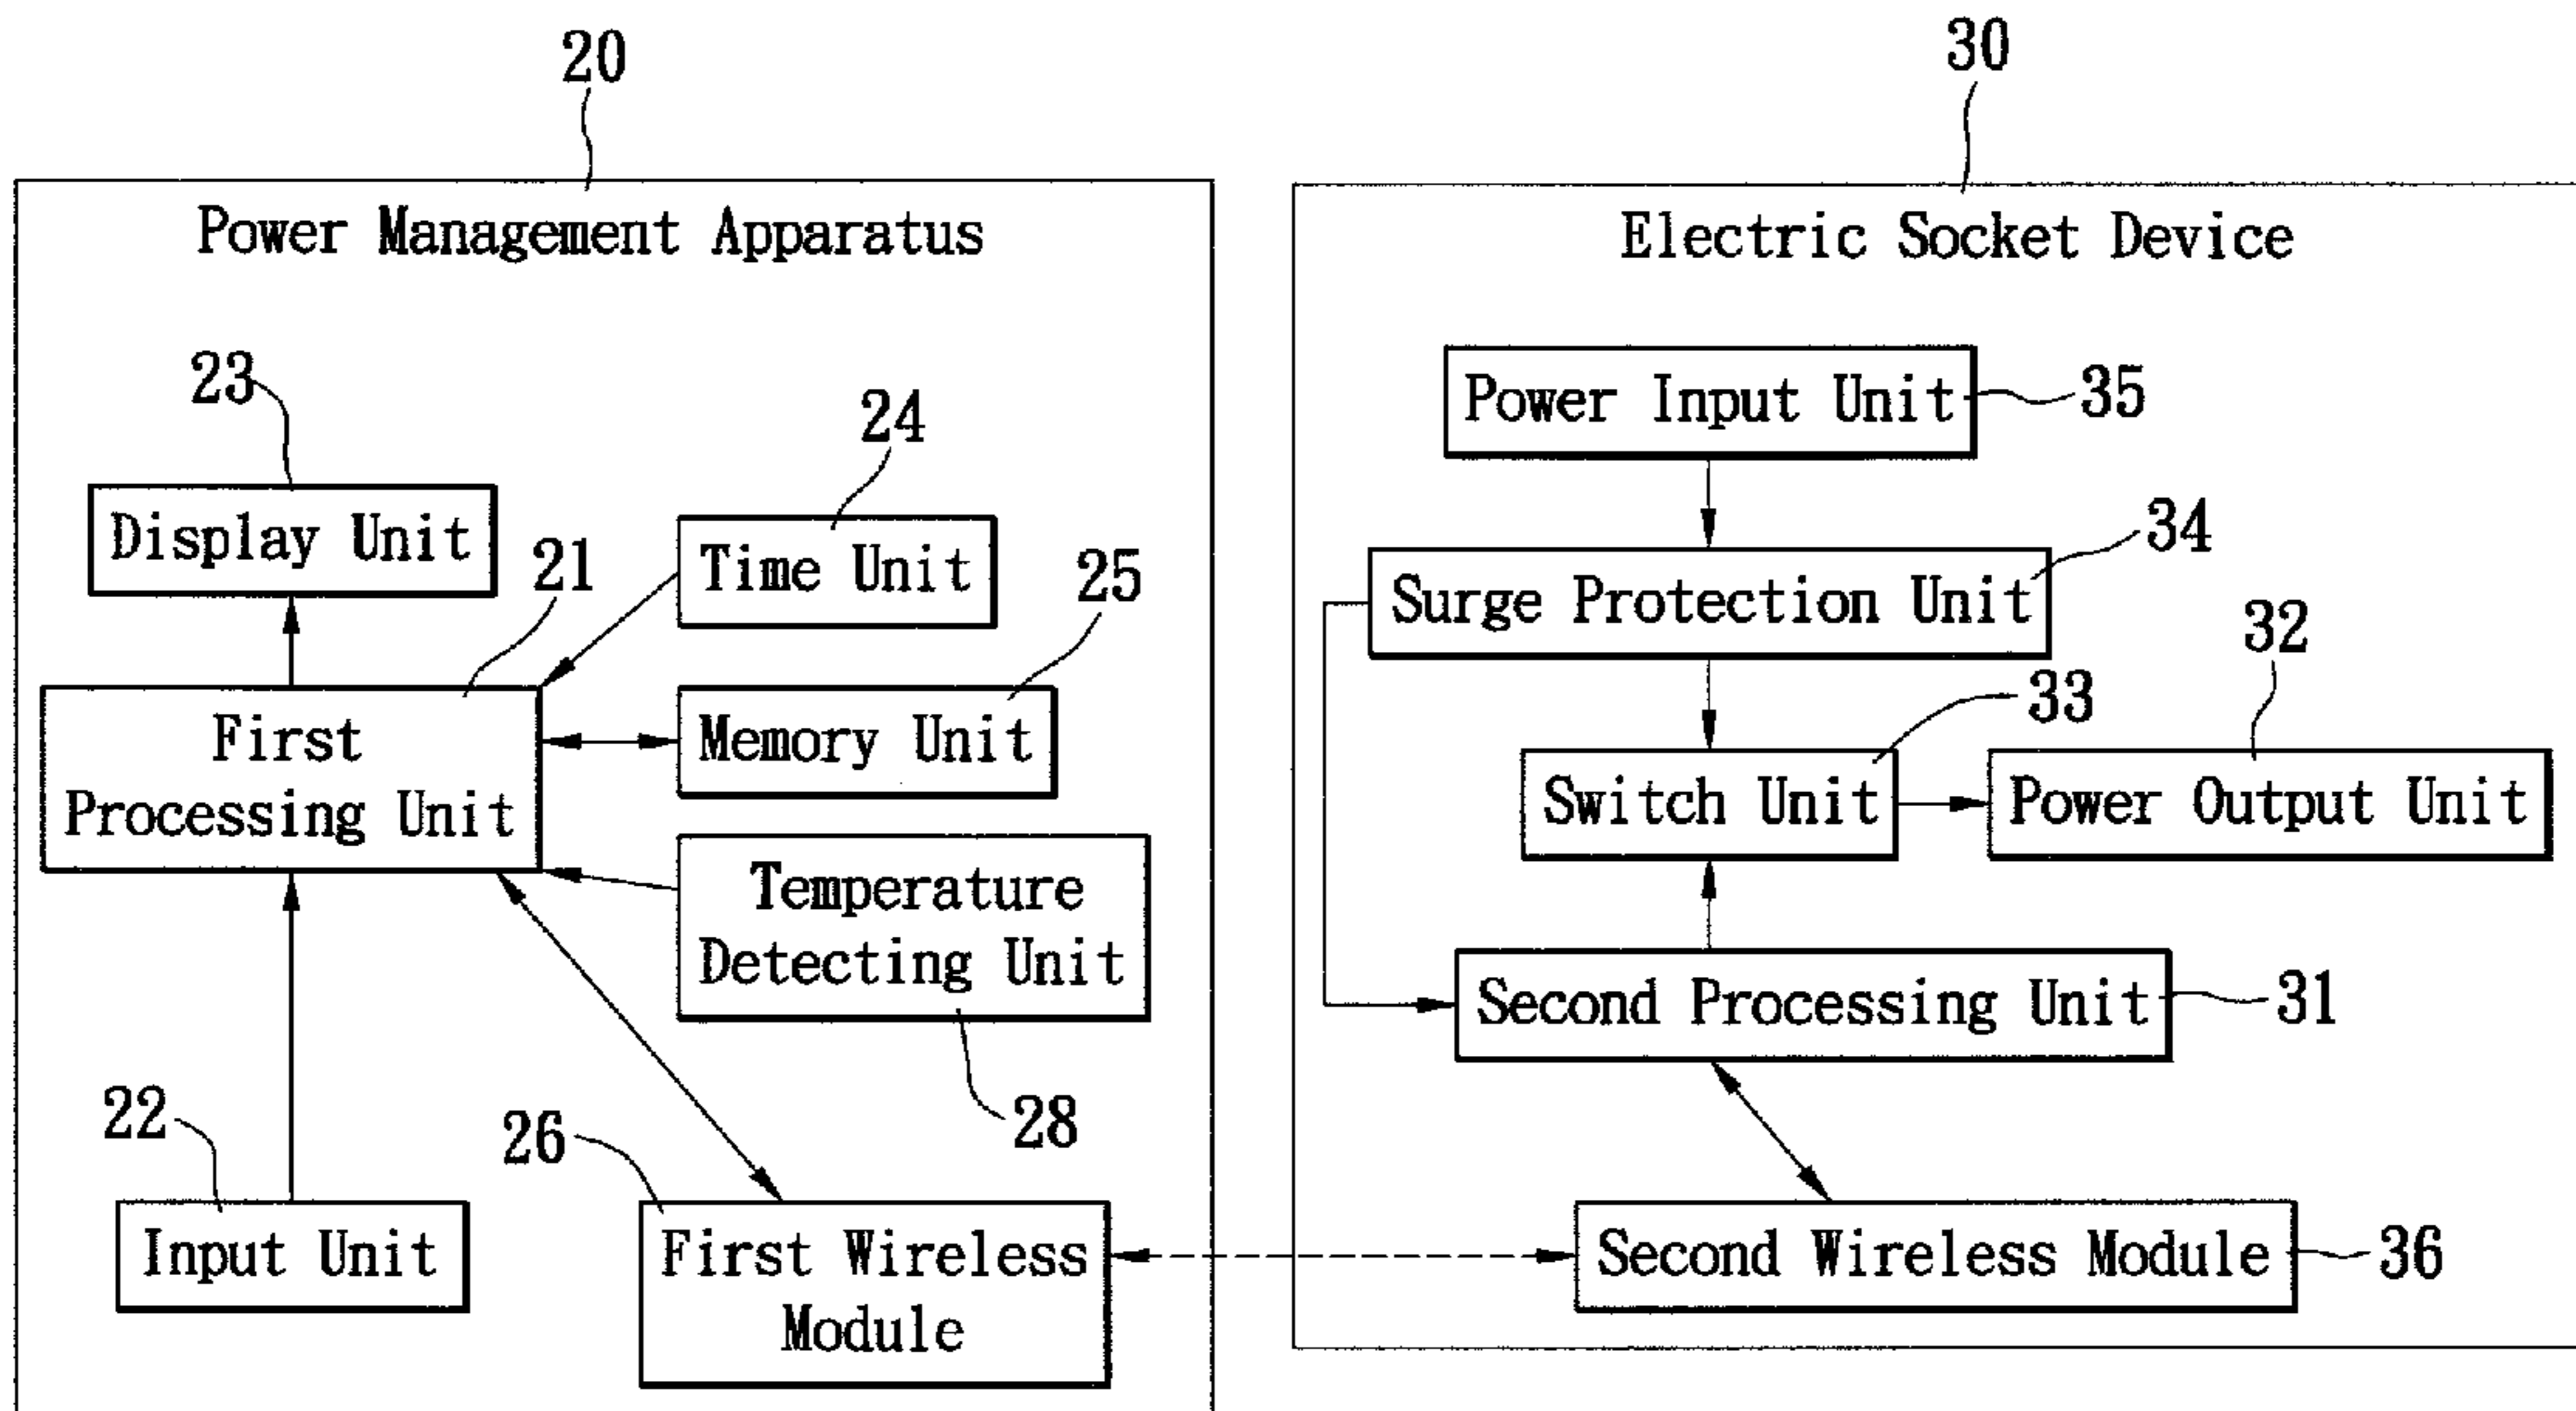 20
30
Power Management Apparatus
Electric Socket Device
23
24
35
Power Input Unit
Display Unit
21
Time Unit
25
34
Surge Protection Unit
32
First
Processing Unit
Memory Unit
33
Switch Unit
Power Output Unit
Temperature
Detecting Unit
Second Processing Unit
31
22
26
28
Input Unit
First Wireless
Module
Second Wireless Module
36